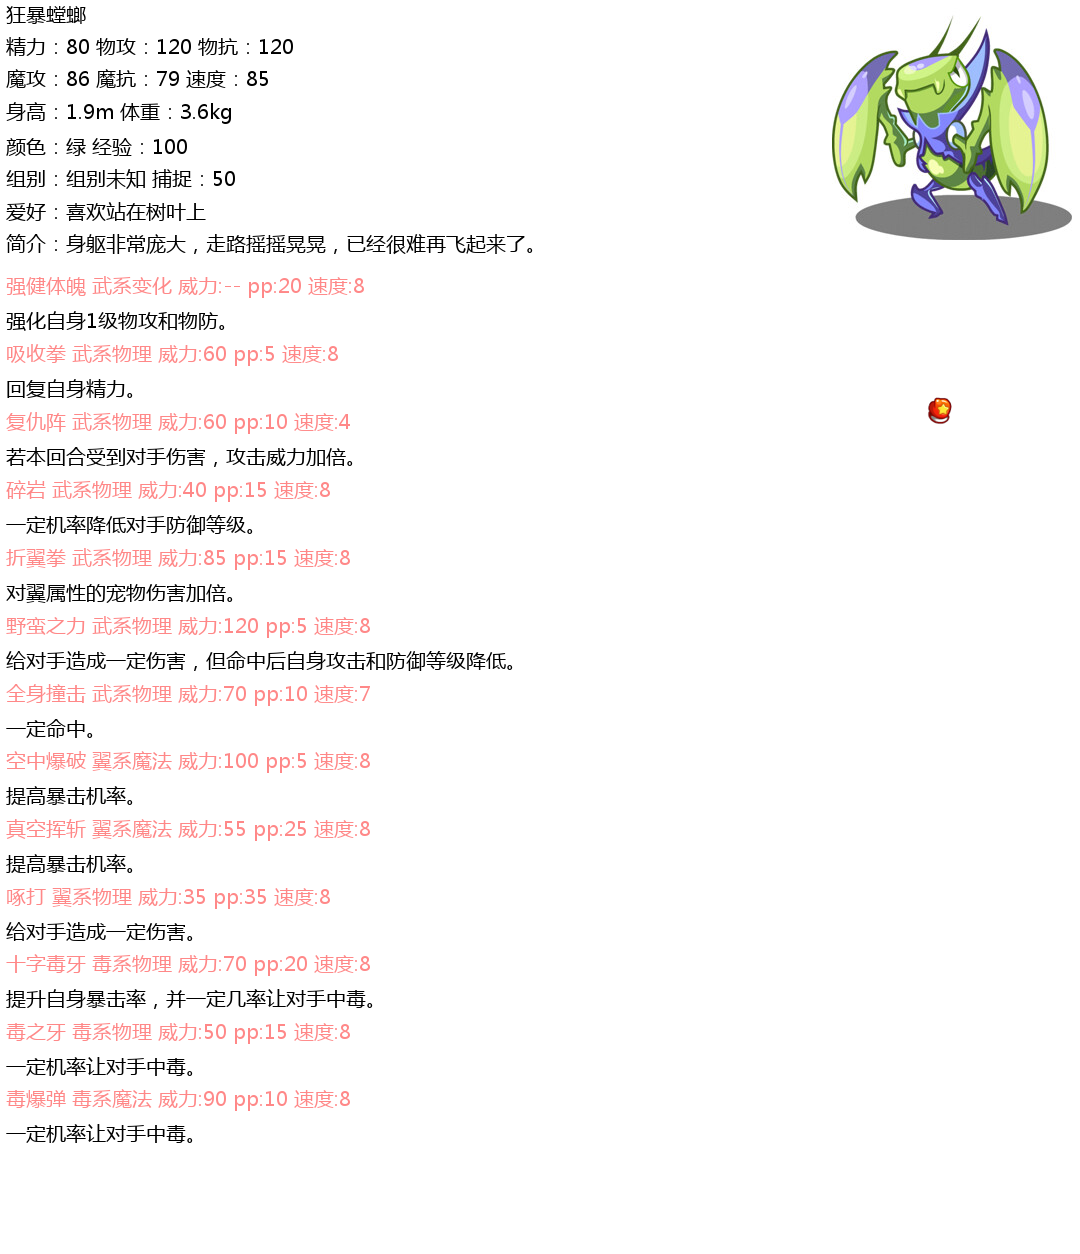 狂暴螳螂
精力：80 物攻：120 物抗：120
魔攻：86 魔抗：79 速度：85
身高：1.9m 体重：3.6kg
颜色：绿 经验：100
组别：组别未知 捕捉：50
爱好：喜欢站在树叶上
简介：身躯非常庞大，走路摇摇晃晃，已经很难再飞起来了。
强健体魄 武系变化 威力:-- pp:20 速度:8
强化自身1级物攻和物防。
吸收拳 武系物理 威力:60 pp:5 速度:8
回复自身精力。
复仇阵 武系物理 威力:60 pp:10 速度:4
若本回合受到对手伤害，攻击威力加倍。
碎岩 武系物理 威力:40 pp:15 速度:8
一定机率降低对手防御等级。
折翼拳 武系物理 威力:85 pp:15 速度:8
对翼属性的宠物伤害加倍。
野蛮之力 武系物理 威力:120 pp:5 速度:8
给对手造成一定伤害，但命中后自身攻击和防御等级降低。
全身撞击 武系物理 威力:70 pp:10 速度:7
一定命中。
空中爆破 翼系魔法 威力:100 pp:5 速度:8
提高暴击机率。
真空挥斩 翼系魔法 威力:55 pp:25 速度:8
提高暴击机率。
啄打 翼系物理 威力:35 pp:35 速度:8
给对手造成一定伤害。
十字毒牙 毒系物理 威力:70 pp:20 速度:8
提升自身暴击率，并一定几率让对手中毒。
毒之牙 毒系物理 威力:50 pp:15 速度:8
一定机率让对手中毒。
毒爆弹 毒系魔法 威力:90 pp:10 速度:8
一定机率让对手中毒。